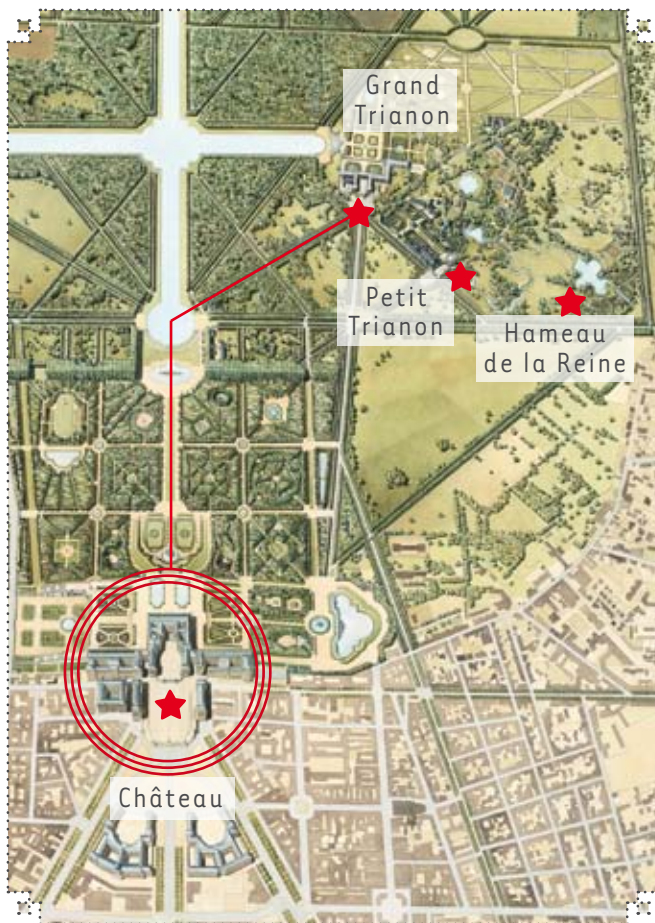 Grand
Trianon
Petit
Trianon
Hameau
de la Reine
Château